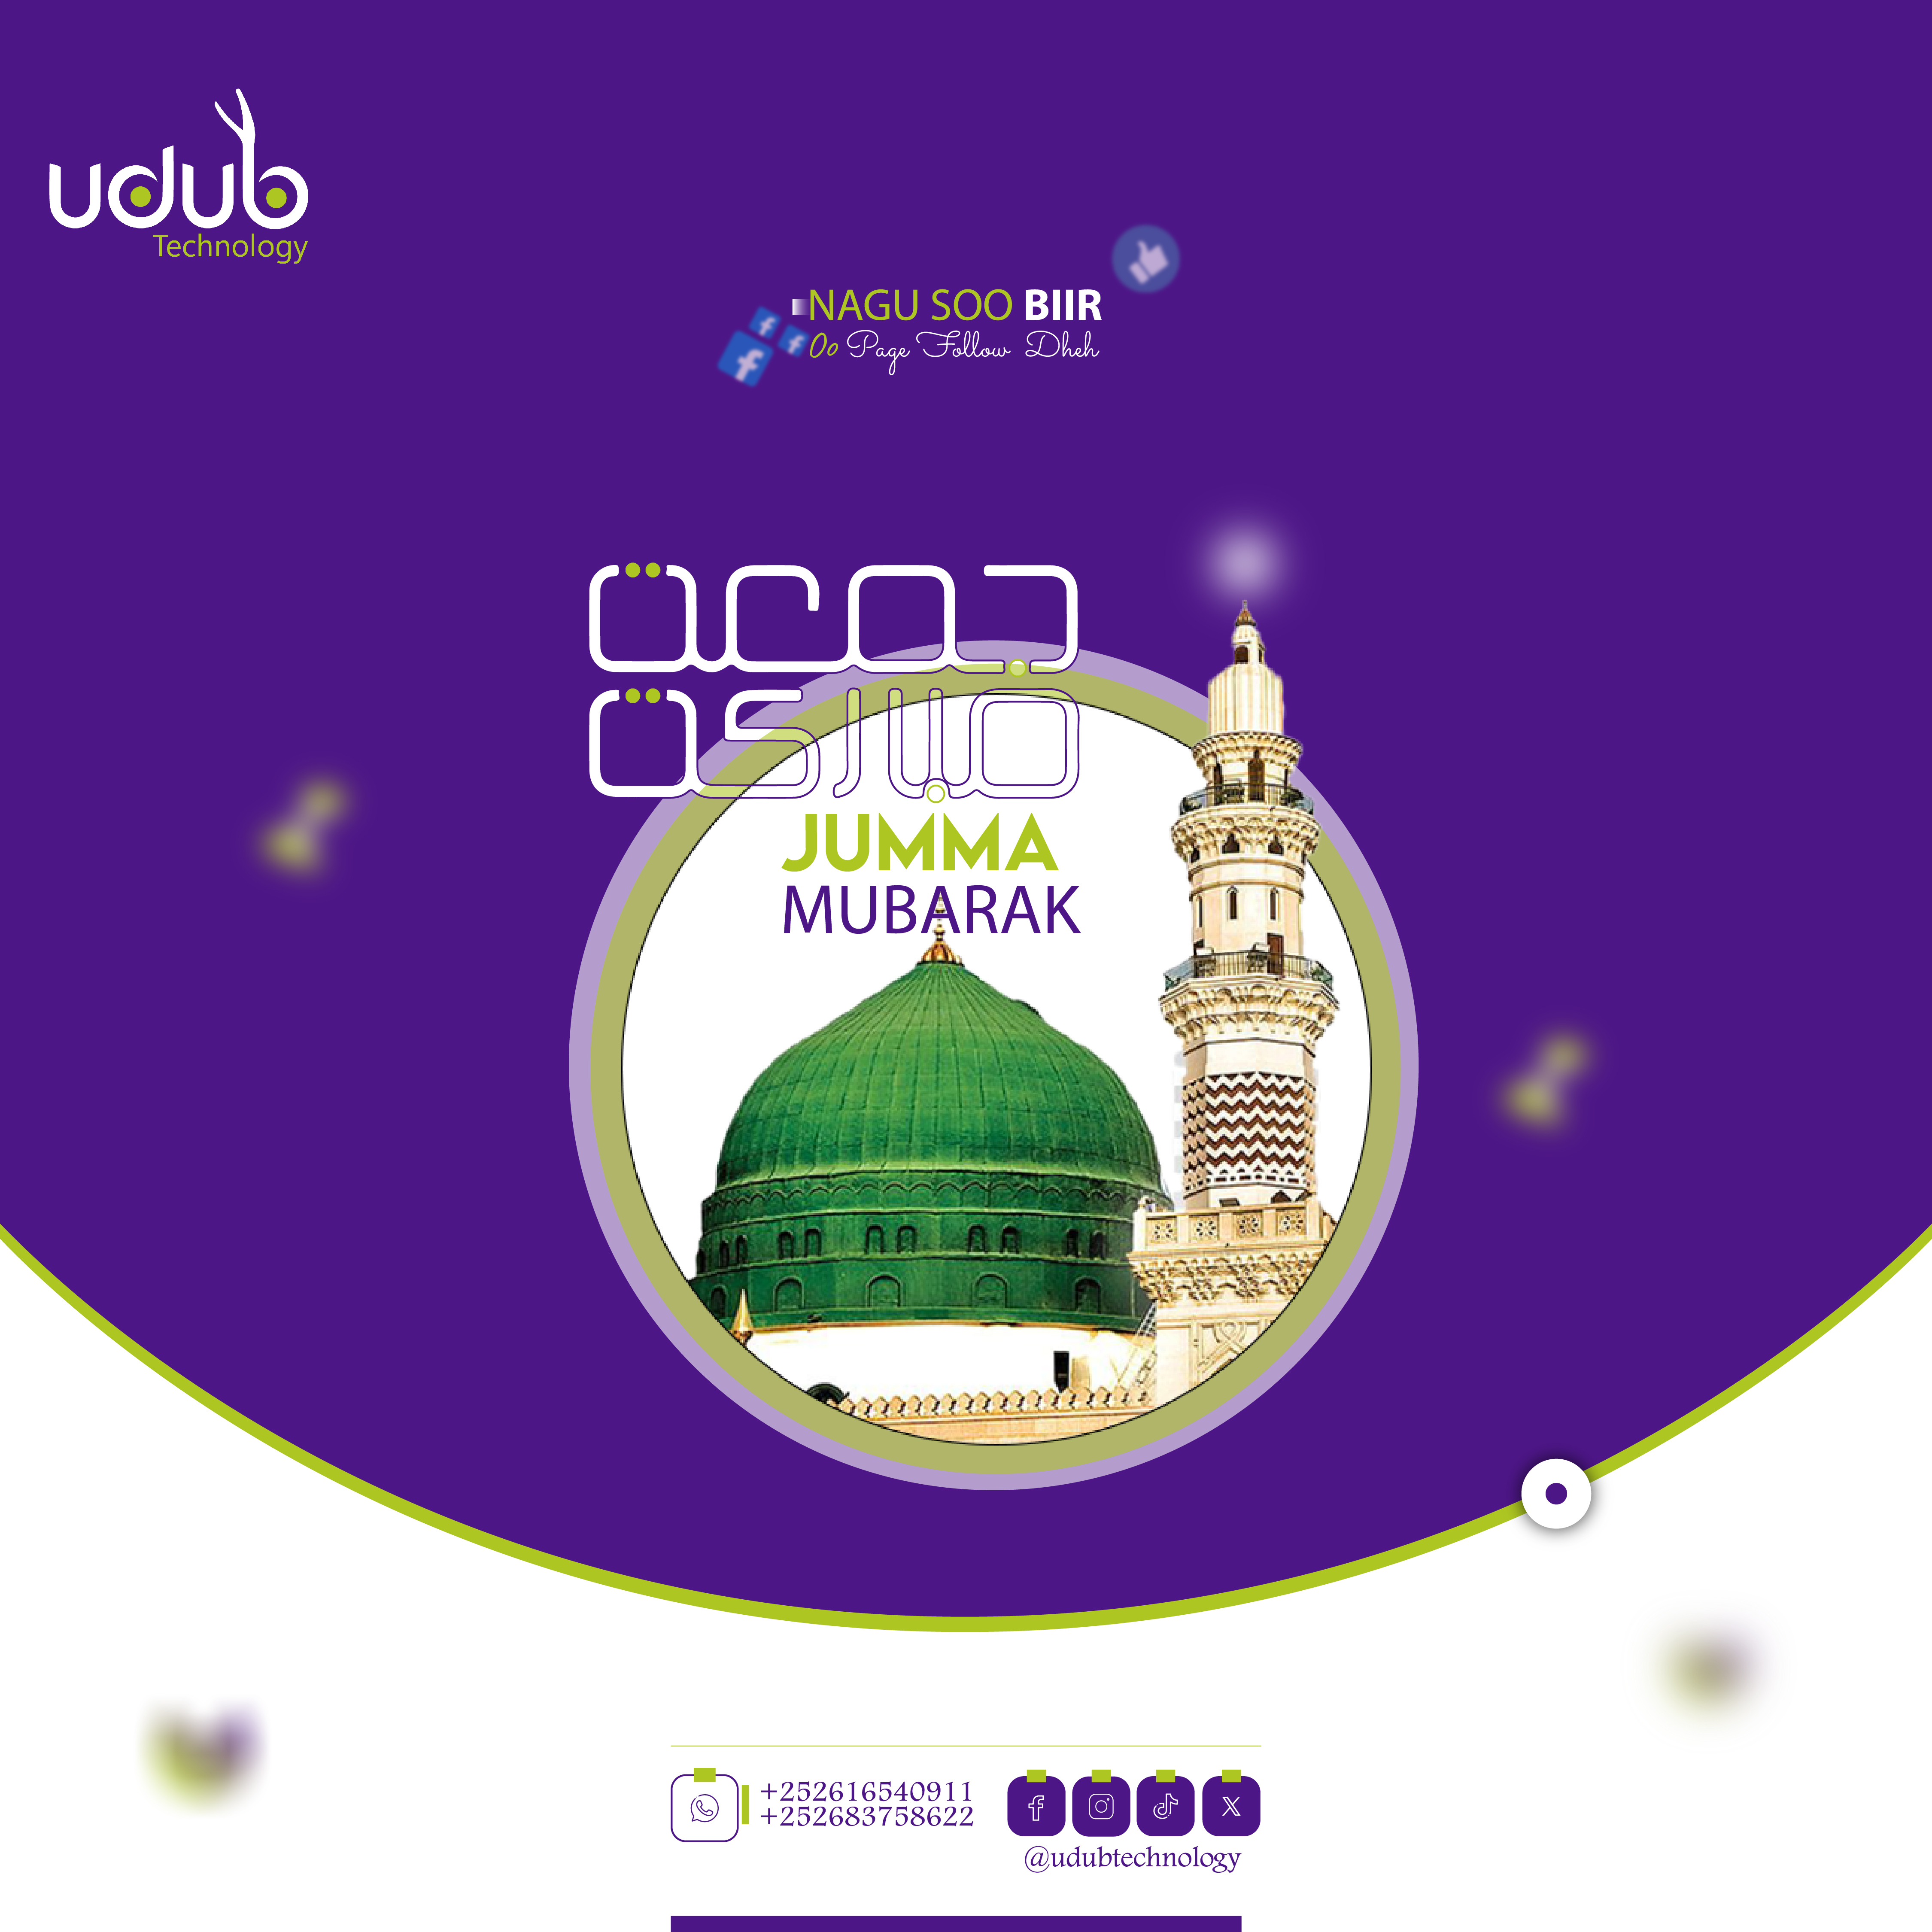 udub
Technology
NAGU SOO BIIR
Oo Page Follow Dheh
جمعة
مباركة
JUMMA
MUBARAK
+252616540911
+252683758622
@udubtechnology